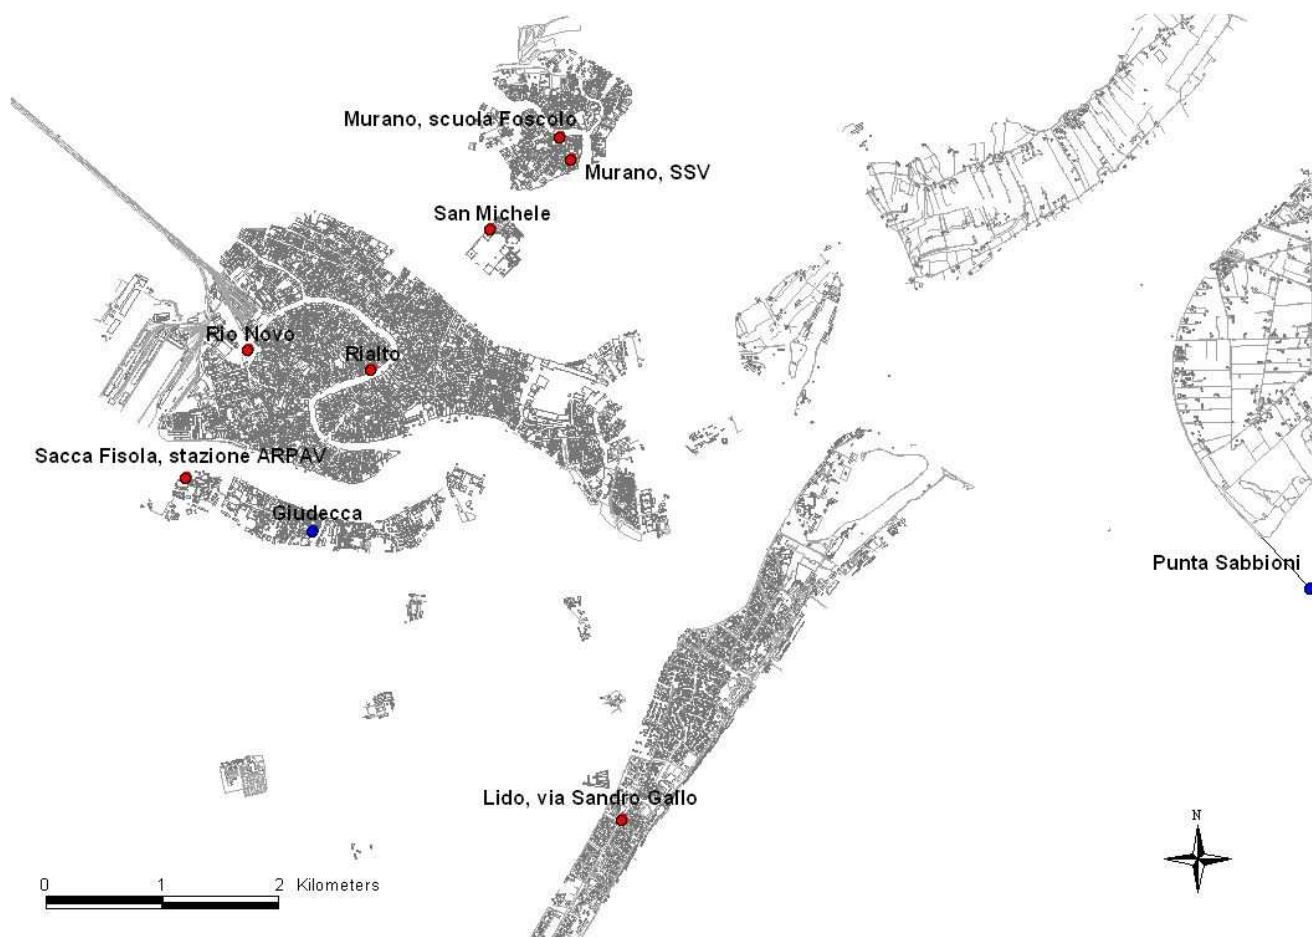 Murano, scuola Foscolo
Murano, SSV
San Michele
Rio Novo
Rialto
Sacca Fisola, stazione ARPAV
Giudecca
Punta Sabbioni
Lido, via Sandro Gallo
N
0 1 2 Kilometers